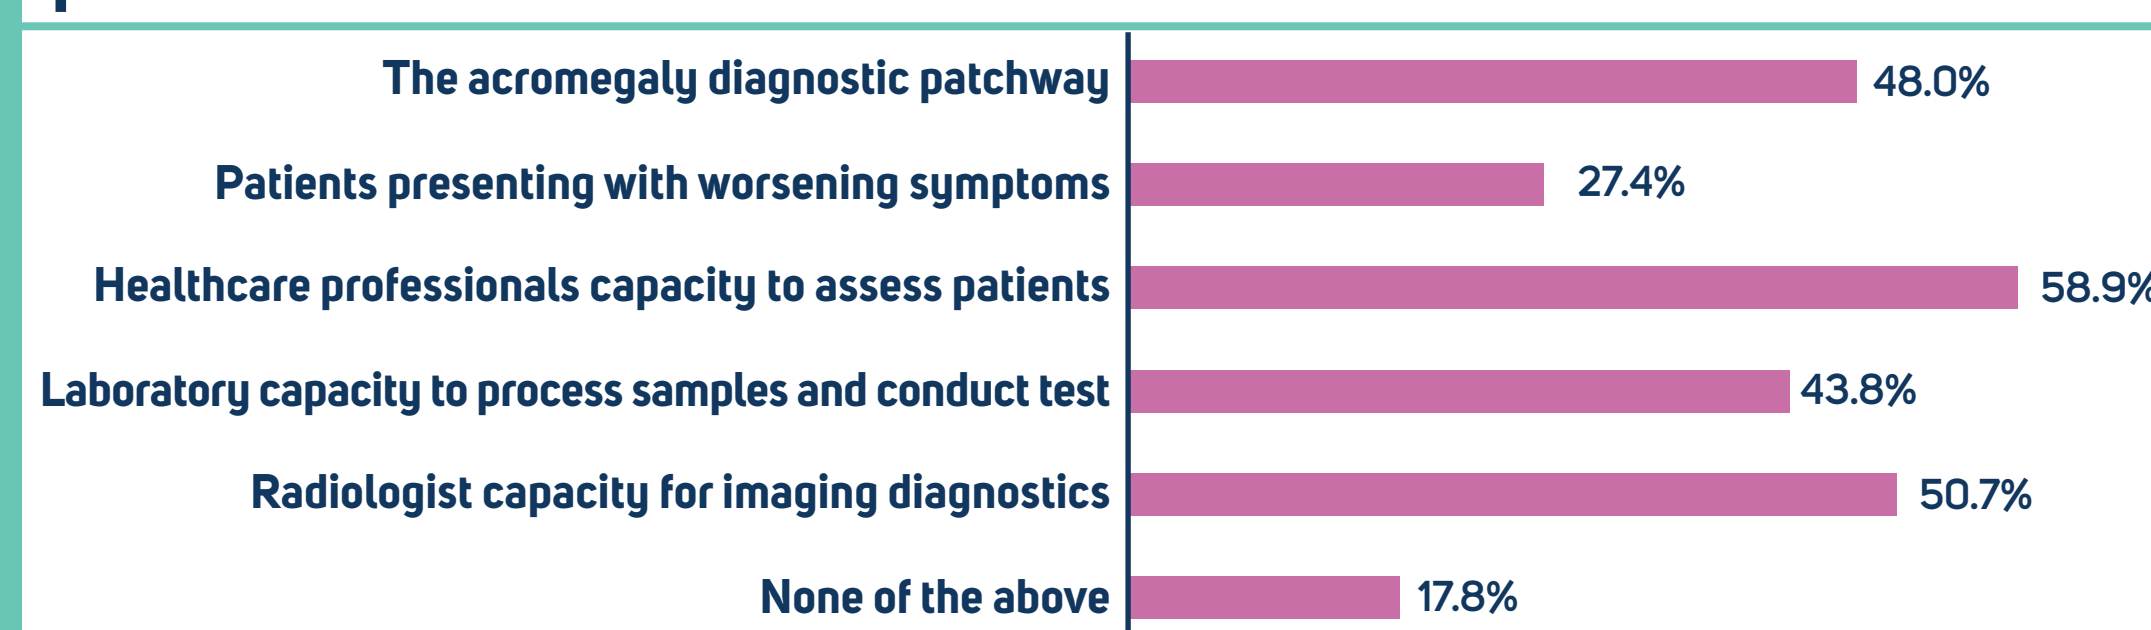 The acromegaly diagnostic patchway 48.0%
Patients presenting with worsening symptoms 27.4%
Healthcare professionals capacity to assess patients 58.9%
Laboratory capacity to process samples and conduct test 43.8%
Radiologist capacity for imaging diagnostics 50.7%
None of the above 17.8%